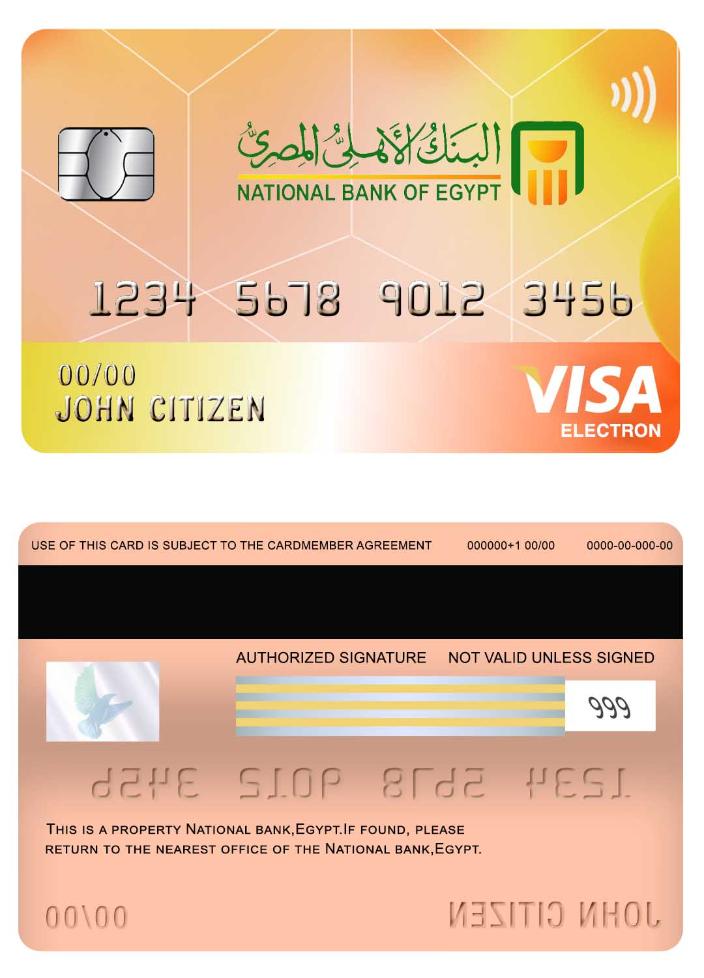 البنك الأهلي المصري
NATIONAL BANK OF EGYPT
1234 5678 9012 3456
00/00
JOHN CITIZEN
VISA
ELECTRON
USE OF THIS CARD IS SUBJECT TO THE CARDMEMBER AGREEMENT 000000+1 00/00 0000-00-000-00
AUTHORIZED SIGNATURE NOT VALID UNLESS SIGNED
999
1234 5678 9012 3456
THIS IS A PROPERTY NATIONAL BANK,EGYPT.IF FOUND, PLEASE
RETURN TO THE NEAREST OFFICE OF THE NATIONAL BANK,EGYPT.
00/00 JOHN CITIZEN